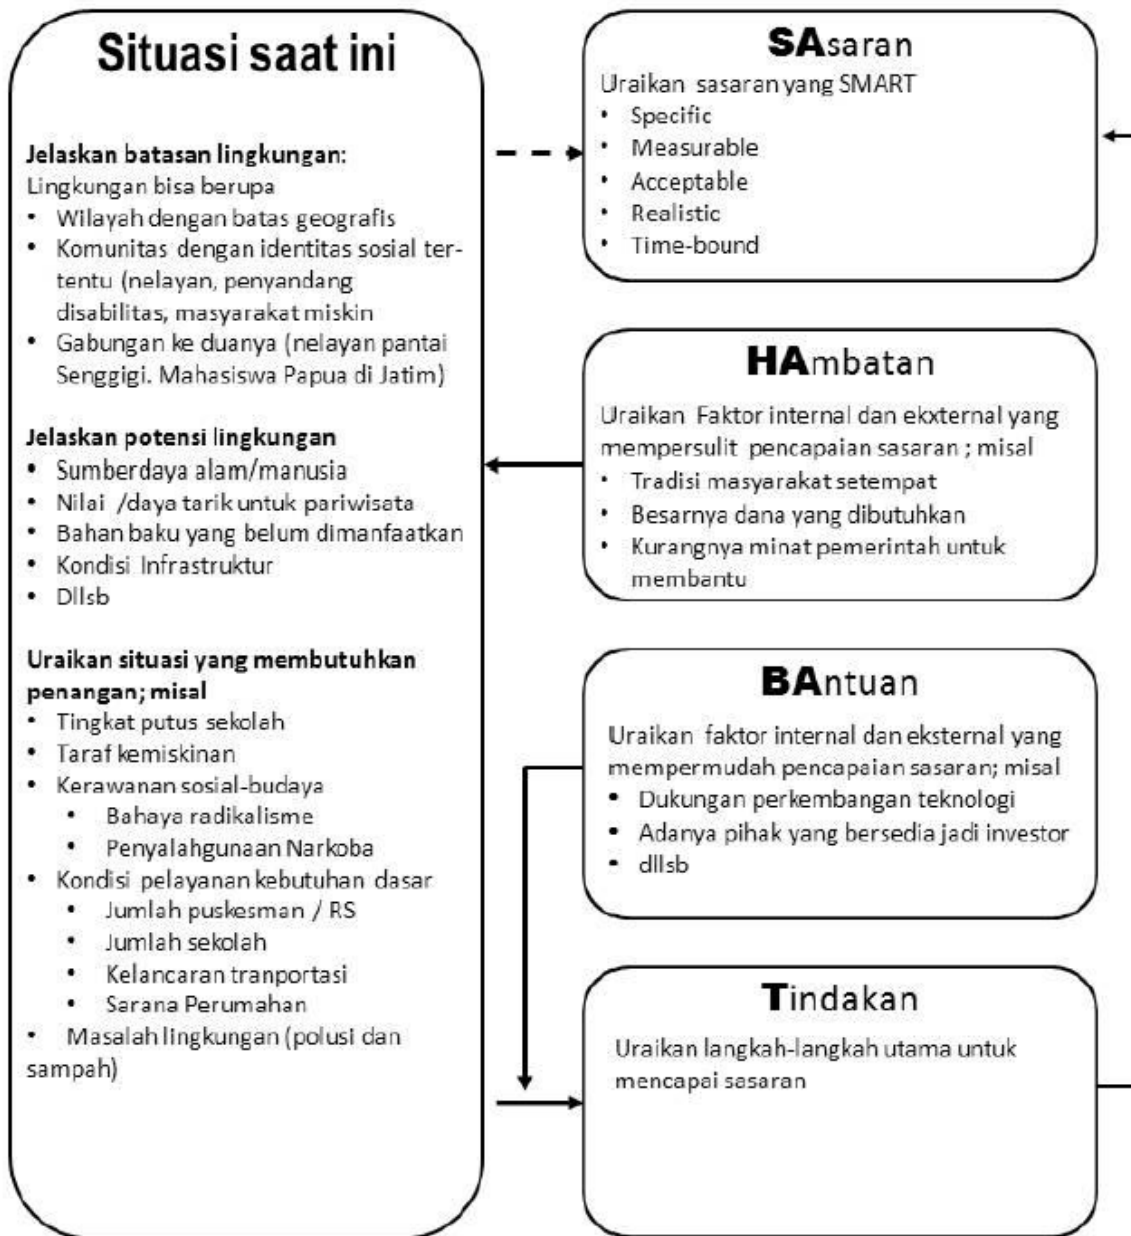 Situasi saat ini
Jelaskan batasan lingkungan:
Lingkungan bisa berupa
• Wilayah dengan batas geografis
• Komunitas dengan identitas sosial ter-
tentu (nelayan, penyandang
disabilitas, masyarakat miskin
• Gabungan ke duanya (nelayan pantai
Senggigi. Mahasiswa Papua di Jatim)
Jelaskan potensi lingkungan
• Sumberdaya alam/manusia
• Nilai /daya tarik untuk pariwisata
• Bahan baku yang belum dimanfaatkan
• Kondisi Infrastruktur
• Dllsb
Uraikan situasi yang membutuhkan
penangan; misal
• Tingkat putus sekolah
• Taraf kemiskinan
• Kerawanan sosial-budaya
• Bahaya radikalisme
• Penyalahgunaan Narkoba
• Kondisi pelayanan kebutuhan dasar
• Jumlah puskesman / RS
• Jumlah sekolah
• Kelancaran tranportasi
• Sarana Perumahan
• Masalah lingkungan (polusi dan
sampah)
SAsaran
Uraikan sasaran yang SMART
• Specific
• Measurable
• Acceptable
• Realistic
• Time-bound
HAmbatan
Uraikan Faktor internal dan ekxternal yang
mempersulit pencapaian sasaran ; misal
• Tradisi masyarakat setempat
• Besarnya dana yang dibutuhkan
• Kurangnya minat pemerintah untuk
membantu
BAntuan
Uraikan faktor internal dan eksternal yang
mempermudah pencapaian sasaran; misal
• Dukungan perkembangan teknologi
• Adanya pihak yang bersedia jadi investor
• dllsb
Tindakan
Uraikan langkah-langkah utama untuk
mencapai sasaran